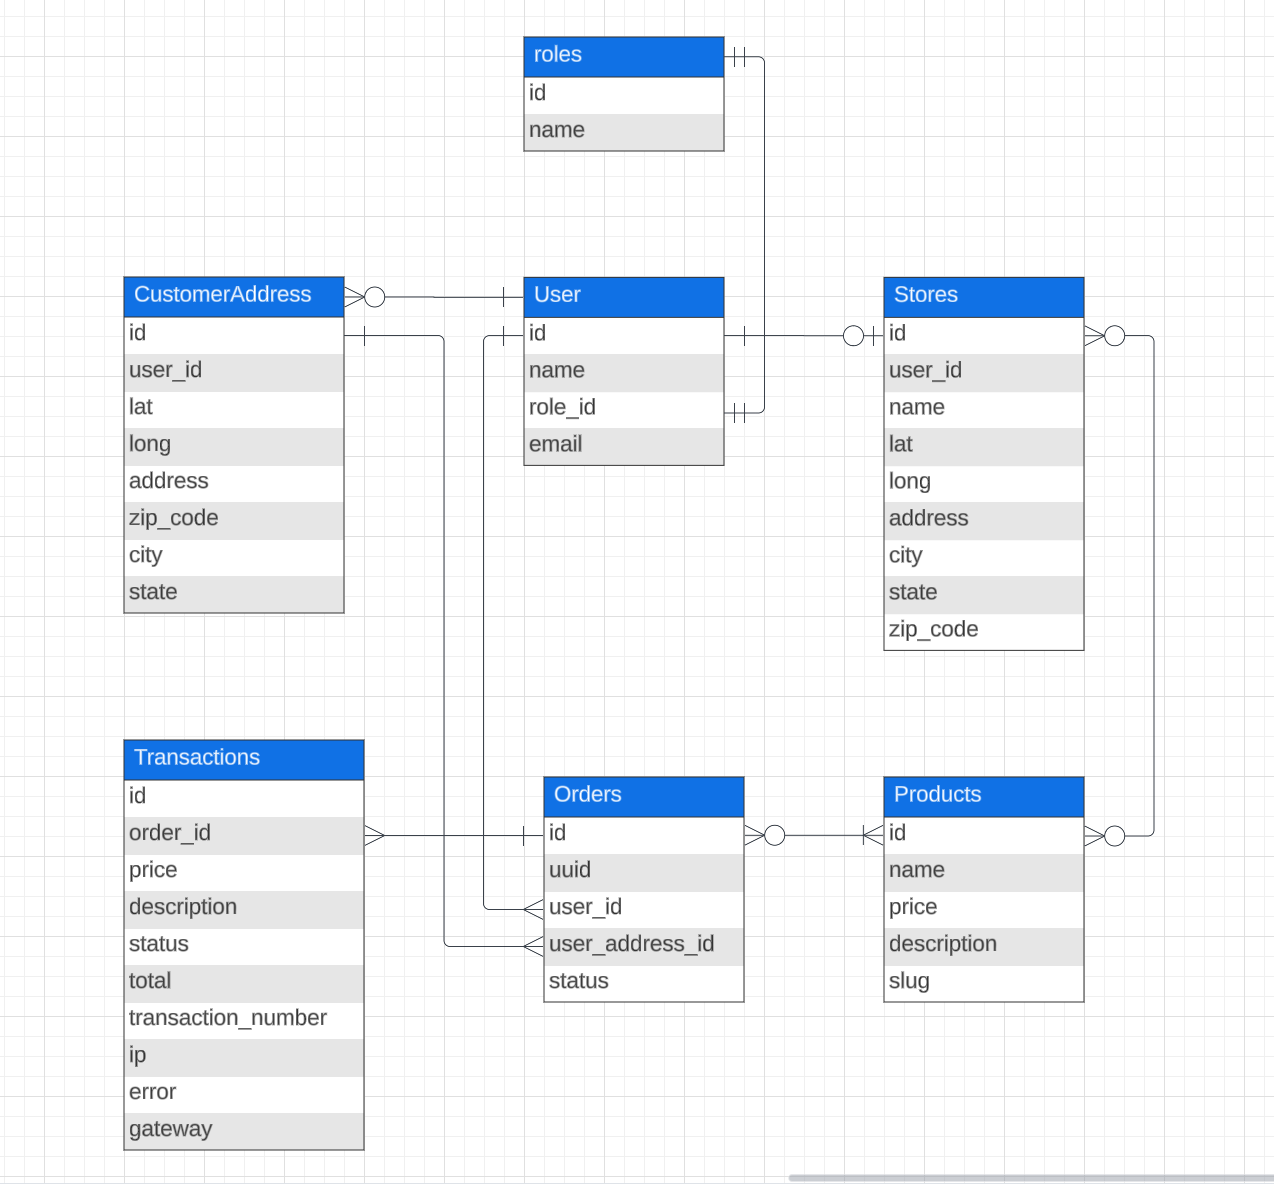 roles
id
name
CustomerAddress
id
user_id
lat
long
address
zip_code
city
state
User
id
name
role_id
email
Stores
id
user_id
name
lat
long
address
city
state
zip_code
Transactions
id
order_id
price
description
status
total
transaction_number
ip
error
gateway
Orders
id
uuid
user_id
user_address_id
status
Products
id
name
price
description
slug